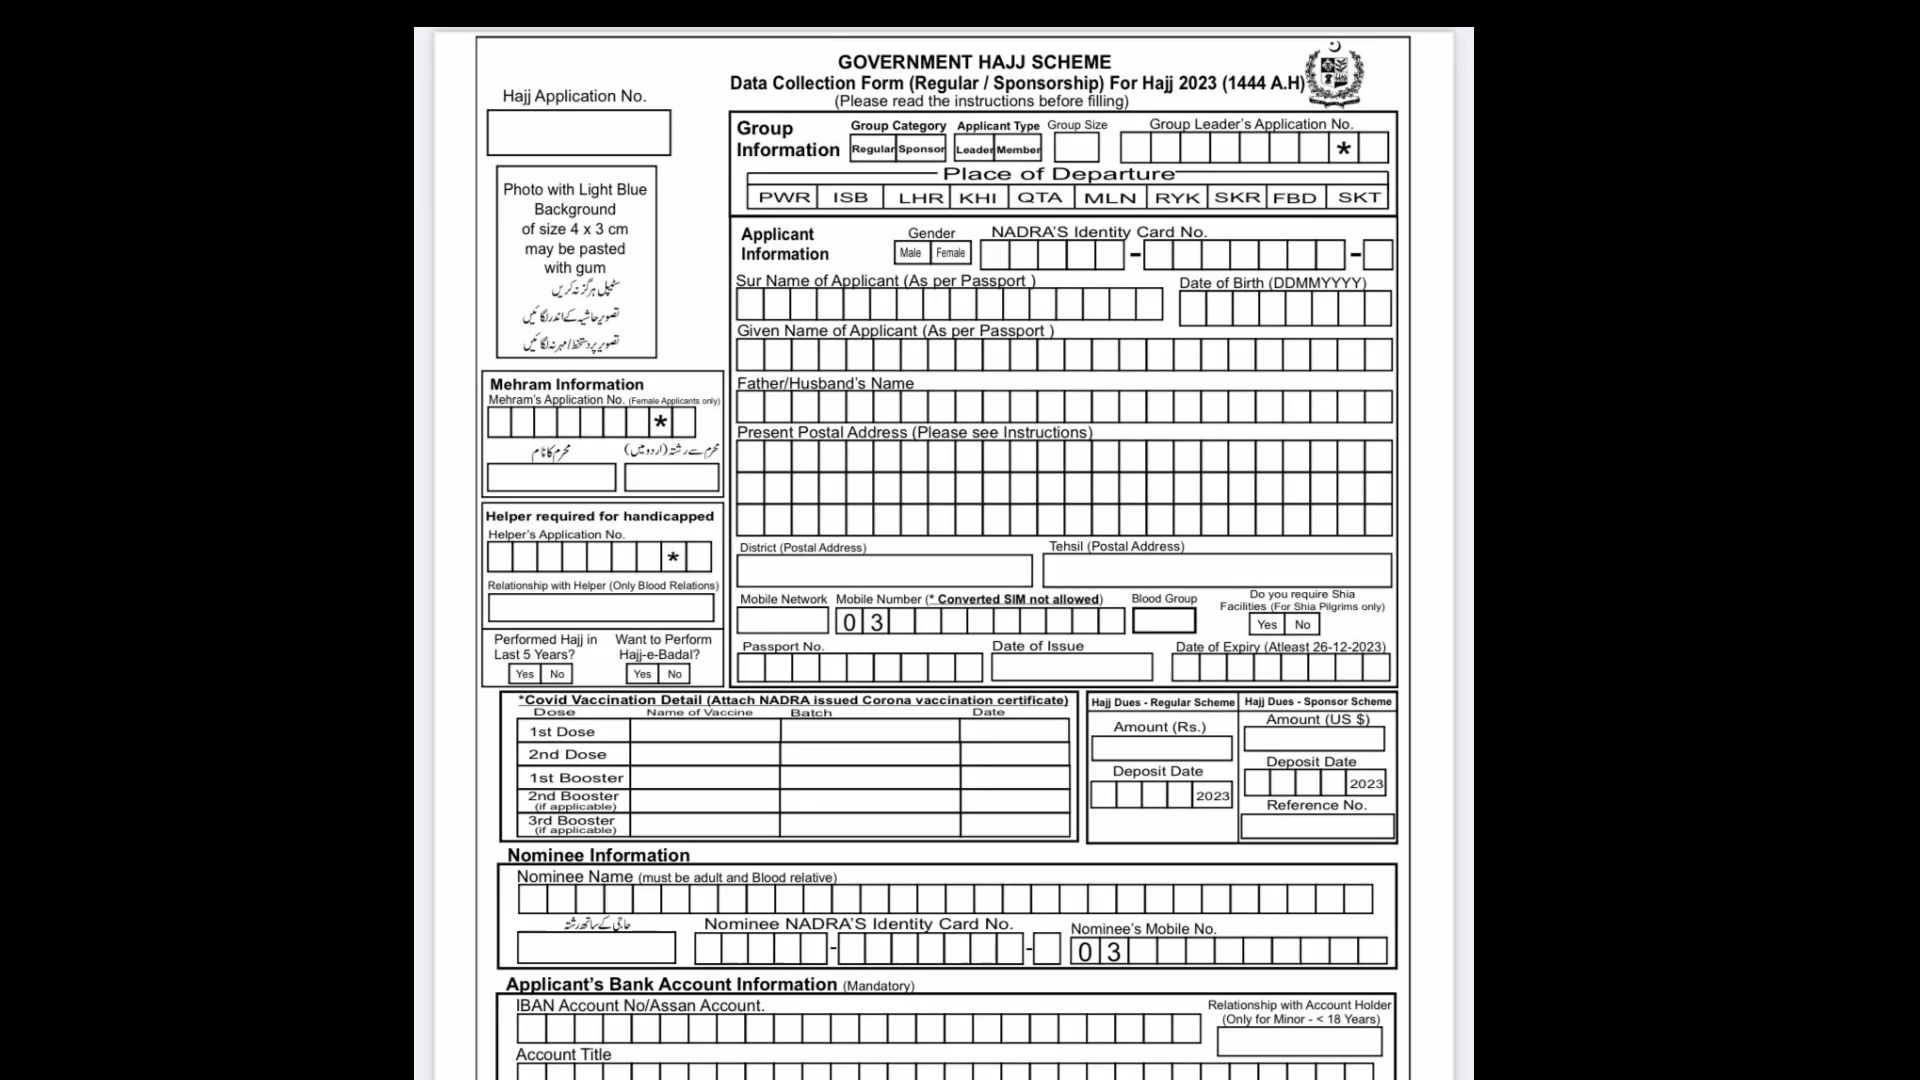 GOVERNMENT HAJJ SCHEME
Data Collection Form (Regular / Sponsorship) For Hajj 2023 (1444 A.H)
(Please read the instructions before filling)
Hajj Application No.
Photo with Light Blue
Background
of size 4 x 3 cm
may be pasted
with gum
سٹیپل ہرگز نہ کریں
تصویر حاشیہ کے اندر لگائیں
تصویر پر دستخط/مہر نہ لگائیں
Group
Information
Group Category
Regular Sponsor
Applicant Type
Leader Member
Group Size
Group Leader's Application No.
*
Place of Departure
PWR ISB LHR KHI QTA MLN RYK SKR FBD SKT
Applicant
Information
Gender
Male Female
NADRA'S Identity Card No.
- -
Sur Name of Applicant (As per Passport )
Date of Birth (DDMMYYYY)
Given Name of Applicant (As per Passport )
Father/Husband's Name
Present Postal Address (Please see Instructions)
District (Postal Address)
Tehsil (Postal Address)
Mobile Network
Mobile Number (* Converted SIM not allowed)
0 3
Blood Group
Do you require Shia
Facilities (For Shia Pilgrims only)
Yes No
Passport No.
Date of Issue
Date of Expiry (Atleast 26-12-2023)
Mehram Information
Mehram's Application No. (Female Applicants only)
*
محرم سے رشتہ (اردو میں)
محرم کا نام
Helper required for handicapped
Helper's Application No.
*
Relationship with Helper (Only Blood Relations)
Performed Hajj in
Last 5 Years?
Yes No
Want to Perform
Hajj-e-Badal?
Yes No
*Covid Vaccination Detail (Attach NADRA issued Corona vaccination certificate)
Dose Name of Vaccine Batch Date
1st Dose
2nd Dose
1st Booster
2nd Booster
(if applicable)
3rd Booster
(if applicable)
Hajj Dues - Regular Scheme
Amount (Rs.)
Deposit Date
2023
Hajj Dues - Sponsor Scheme
Amount (US $)
Deposit Date
2023
Reference No.
Nominee Information
Nominee Name (must be adult and Blood relative)
حاجی کے ساتھ رشتہ
Nominee NADRA'S Identity Card No.
- -
Nominee's Mobile No.
0 3
Applicant's Bank Account Information (Mandatory)
IBAN Account No/Assan Account.
Relationship with Account Holder
(Only for Minor - < 18 Years)
Account Title